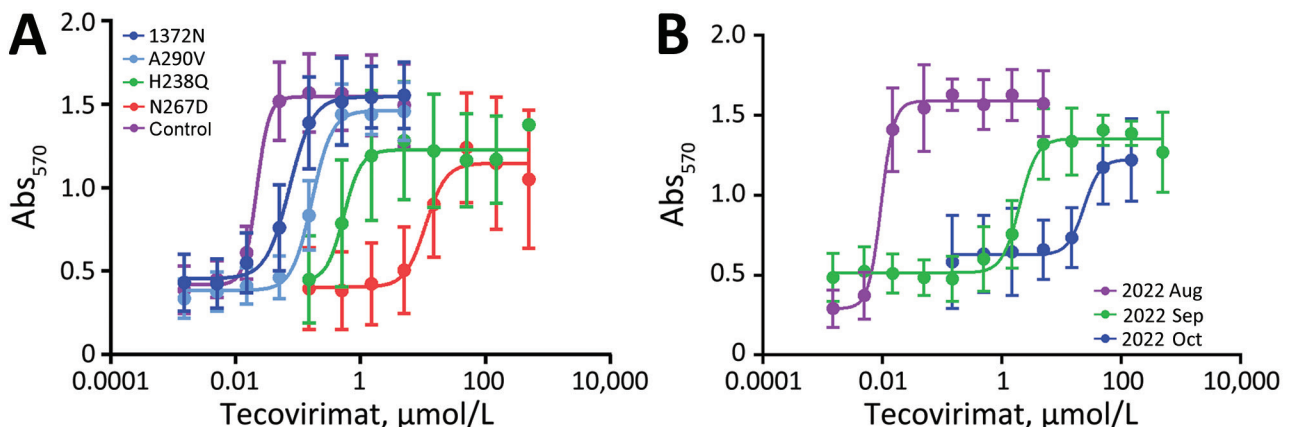 A
2.0
1.5
1.0
0.5
0
Abs570
1372N
A290V
H238Q
N267D
Control
0.0001
0.01
1
100
10,000
Tecovirimat, µmol/L
B
2.0
1.5
1.0
0.5
0
Abs570
2022 Aug
2022 Sep
2022 Oct
0.0001
0.01
1
100
10,000
Tecovirimat, µmol/L